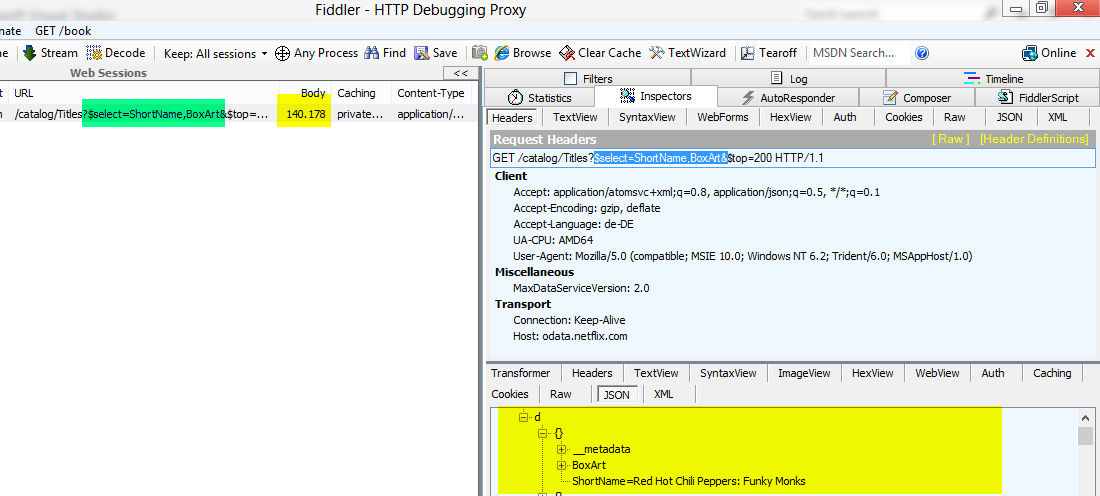 Fiddler - HTTP Debugging Proxy
nate GET /book
ne Stream Decode Keep: All sessions Any Process Find Save Browse Clear Cache TextWizard Tearoff MSDN Search... Online
Web Sessions <<
t URL Body Caching Content-Type
m /catalog/Titles?$select=ShortName,BoxArt&$top=... 140.178 private... application/...
Filters Log Timeline
Statistics Inspectors AutoResponder Composer FiddlerScript
Headers TextView SyntaxView WebForms HexView Auth Cookies Raw JSON XML
Request Headers [ Raw ] [Header Definitions]
GET /catalog/Titles?$select=ShortName,BoxArt&$top=200 HTTP/1.1
Client
Accept: application/atomsvc+xml;q=0.8, application/json;q=0.5, */*;q=0.1
Accept-Encoding: gzip, deflate
Accept-Language: de-DE
UA-CPU: AMD64
User-Agent: Mozilla/5.0 (compatible; MSIE 10.0; Windows NT 6.2; Trident/6.0; MSAppHost/1.0)
Miscellaneous
MaxDataServiceVersion: 2.0
Transport
Connection: Keep-Alive
Host: odata.netflix.com
Transformer Headers TextView SyntaxView ImageView HexView WebView Auth Caching
Cookies Raw JSON XML
d
{}
__metadata
BoxArt
ShortName=Red Hot Chili Peppers: Funky Monks
{}